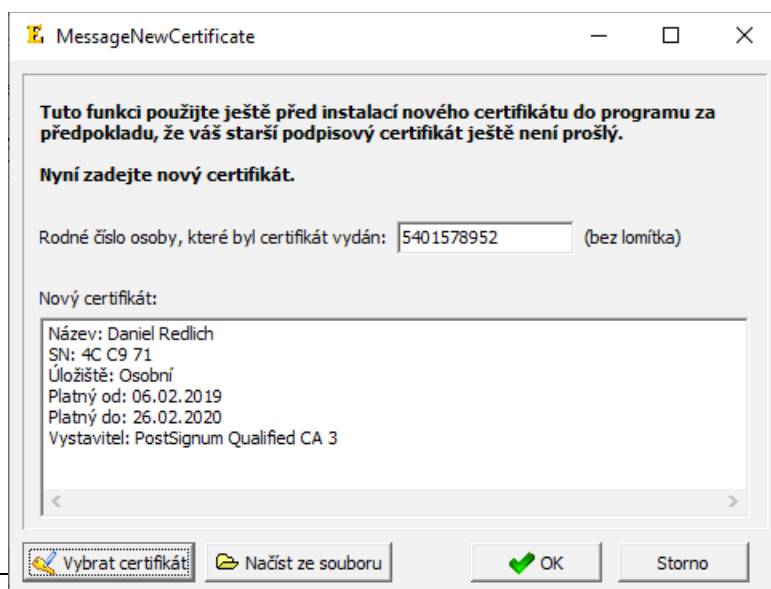 MessageNewCertificate
Tuto funkci použijte ještě před instalací nového certifikátu do programu za
předpokladu, že váš starší podpisový certifikát ještě není prošlý.
Nyní zadejte nový certifikát.
Rodné číslo osoby, které byl certifikát vydán: 5401578952 (bez lomítka)
Nový certifikát:
Název: Daniel Redlich
SN: 4C C9 71
Úložiště: Osobní
Platný od: 06.02.2019
Platný do: 26.02.2020
Vystavitel: PostSignum Qualified CA 3
Vybrat certifikát Načíst ze souboru OK Storno